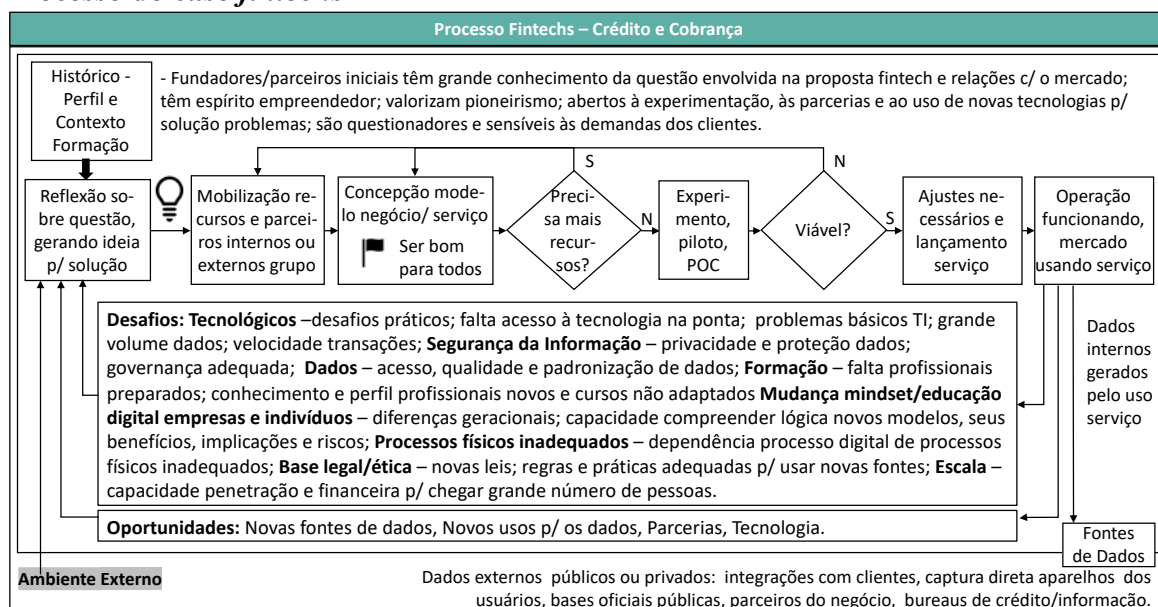 Processo Fintechs – Crédito e Cobrança
Histórico -
Perfil e
Contexto
Formação
- Fundadores/parceiros iniciais têm grande conhecimento da questão envolvida na proposta fintech e relações c/ o mercado;
têm espírito empreendedor; valorizam pioneirismo; abertos à experimentação, às parcerias e ao uso de novas tecnologias p/
solução problemas; são questionadores e sensíveis às demandas dos clientes.
Reflexão so-
bre questão,
gerando ideia
p/ solução
Mobilização re-
cursos e parcei-
ros internos ou
externos grupo
Concepção mode-
lo negócio/ serviço
Ser bom
para todos
S
Preci-
sa mais
recur-
sos?
N
Experi-
mento,
piloto,
POC
N
Viável?
S
Ajustes ne-
cessários e
lançamento
serviço
Operação
funcionando,
mercado
usando serviço
Desafios: Tecnológicos –desafios práticos; falta acesso à tecnologia na ponta; problemas básicos TI; grande
volume dados; velocidade transações; Segurança da Informação – privacidade e proteção dados;
governança adequada; Dados – acesso, qualidade e padronização de dados; Formação – falta profissionais
preparados; conhecimento e perfil profissionais novos e cursos não adaptados Mudança mindset/educação
digital empresas e indivíduos – diferenças geracionais; capacidade compreender lógica novos modelos, seus
benefícios, implicações e riscos; Processos físicos inadequados – dependência processo digital de processos
físicos inadequados; Base legal/ética – novas leis; regras e práticas adequadas p/ usar novas fontes; Escala –
capacidade penetração e financeira p/ chegar grande número de pessoas.
Dados
internos
gerados
pelo uso
serviço
Oportunidades: Novas fontes de dados, Novos usos p/ os dados, Parcerias, Tecnologia.
Fontes
de Dados
Ambiente Externo
Dados externos públicos ou privados: integrações com clientes, captura direta aparelhos dos
usuários, bases oficiais públicas, parceiros do negócio, bureaus de crédito/informação.